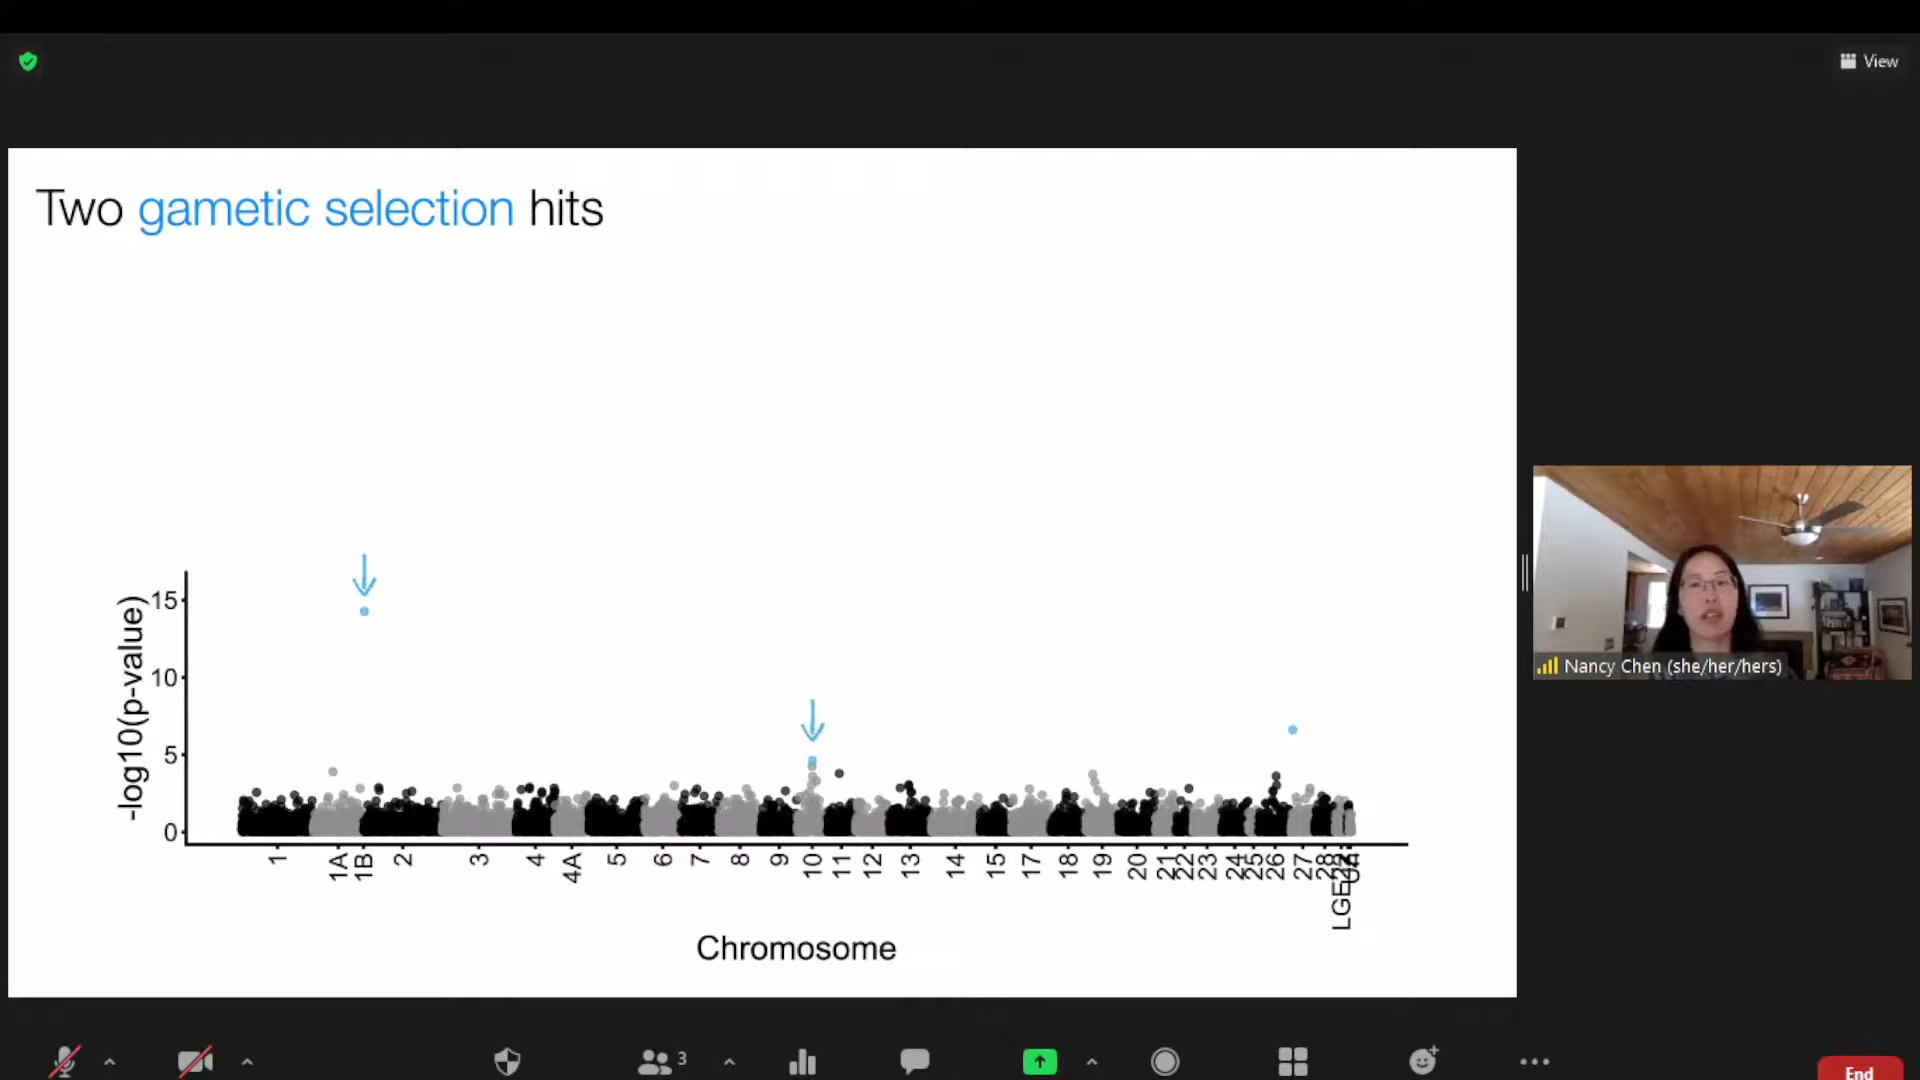 View
Two gametic selection hits
-log10(p-value)
15
10
5
0
1 1A 1B 2 3 4 4A 5 6 7 8 9 10 11 12 13 14 15 17 18 19 20 21 22 23 24 25 26 27 28
Chromosome
Nancy Chen (she/her/hers)
3
End